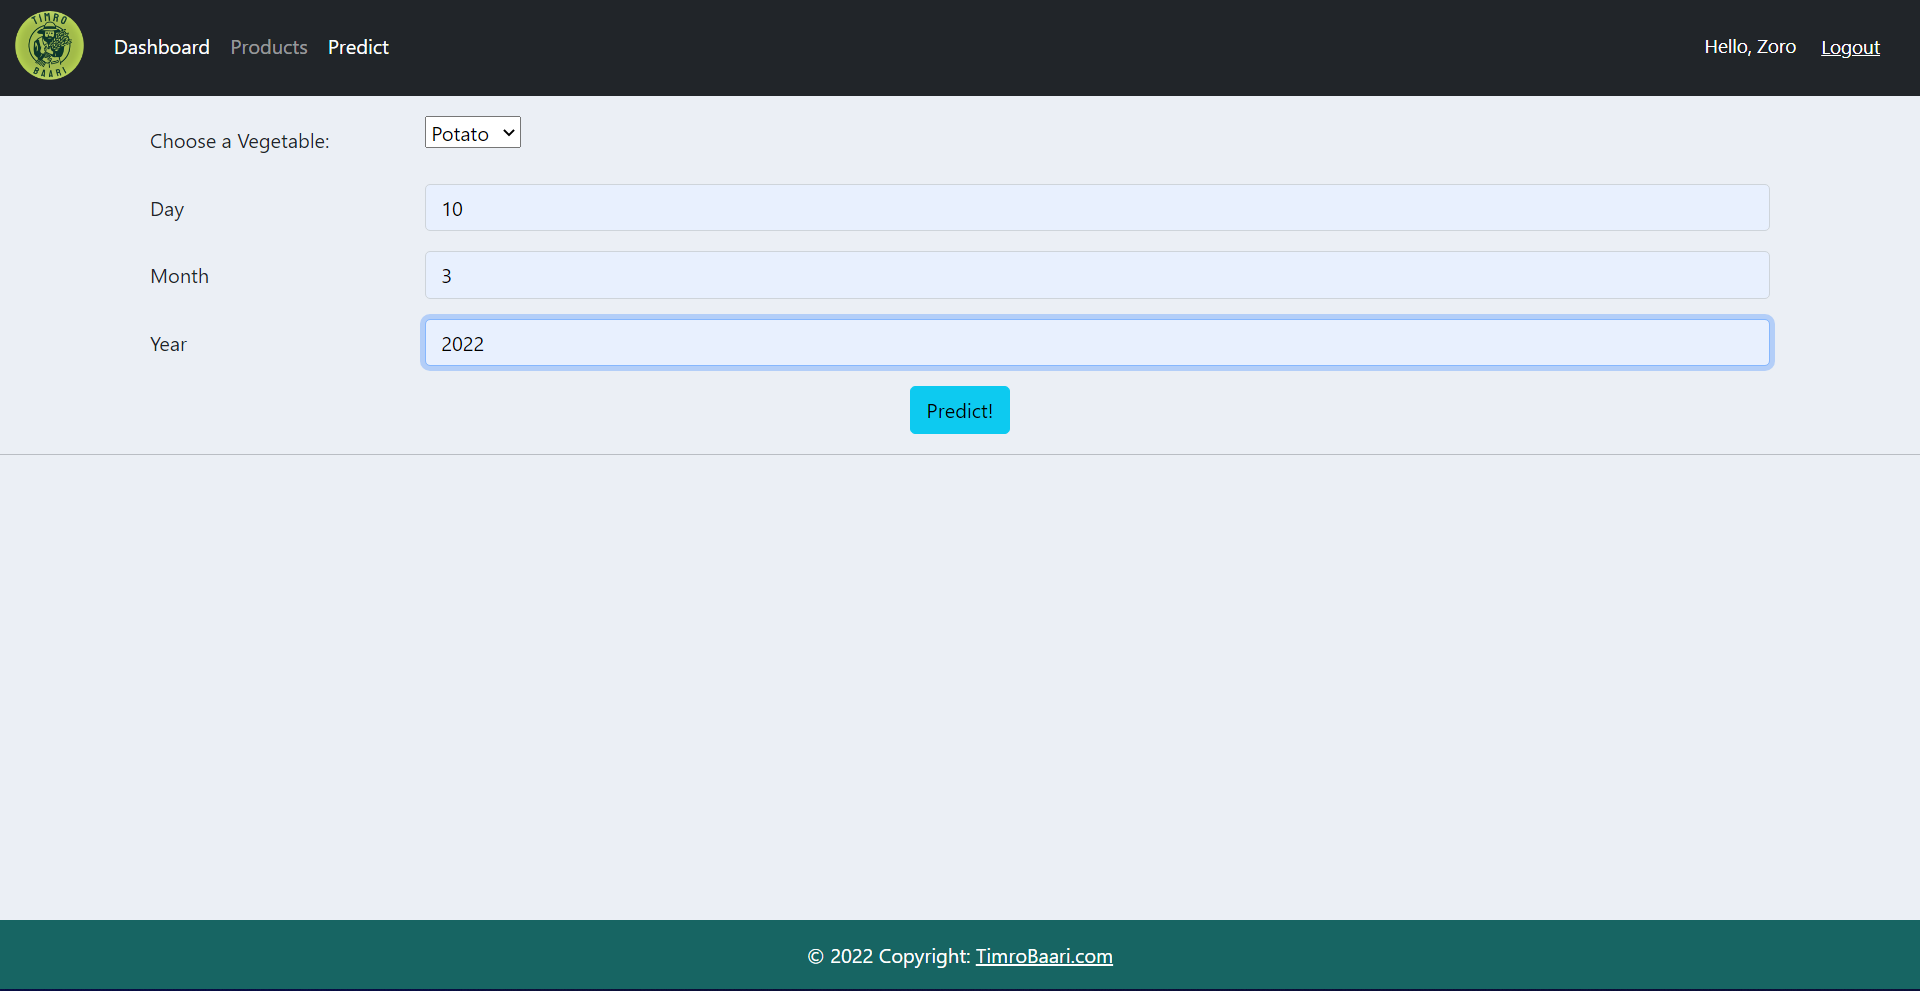 TIMRO
BAARI
Dashboard Products Predict
Hello, Zoro Logout
Choose a Vegetable: Potato
Day 10
Month 3
Year 2022
Predict!
© 2022 Copyright: TimroBaari.com